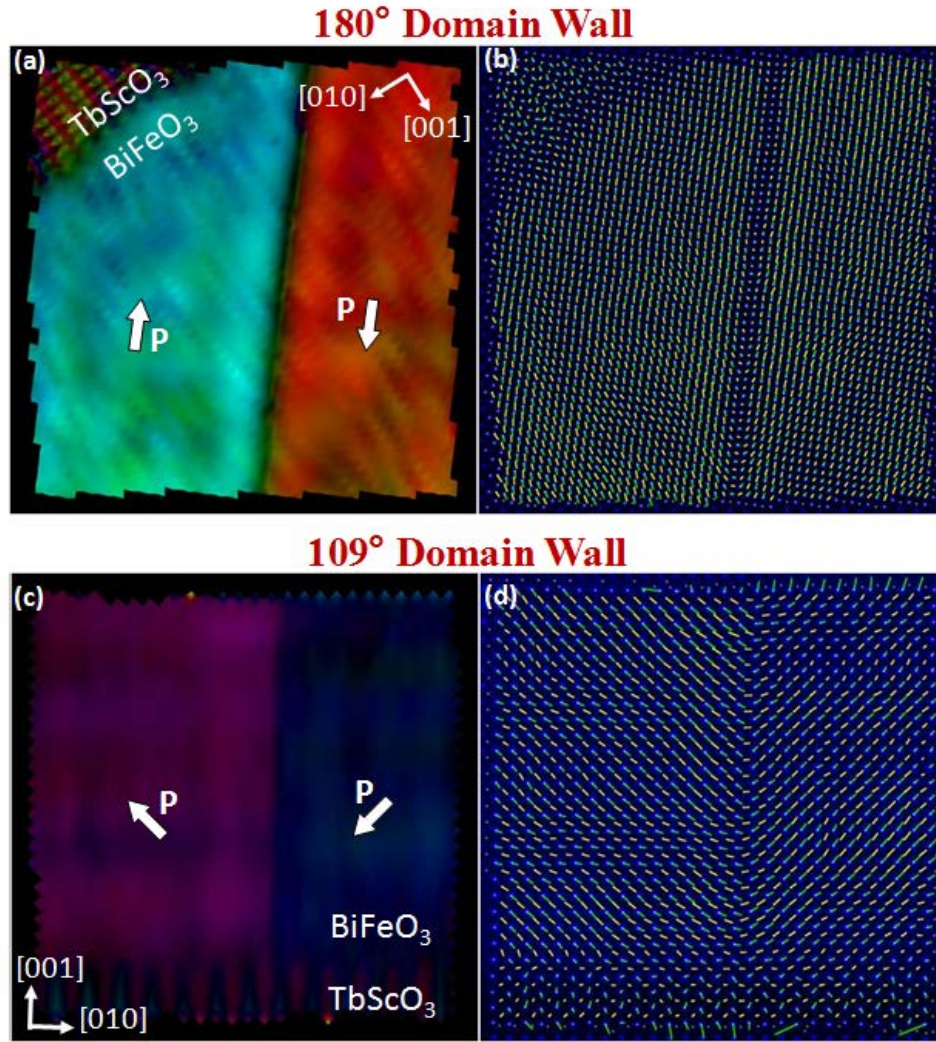 180° Domain Wall
(a)
TbScO₃
BiFeO₃
[010]
[001]
P
P
(b)
109° Domain Wall
(c)
P
P
BiFeO₃
TbScO₃
[001]
[010]
(d)